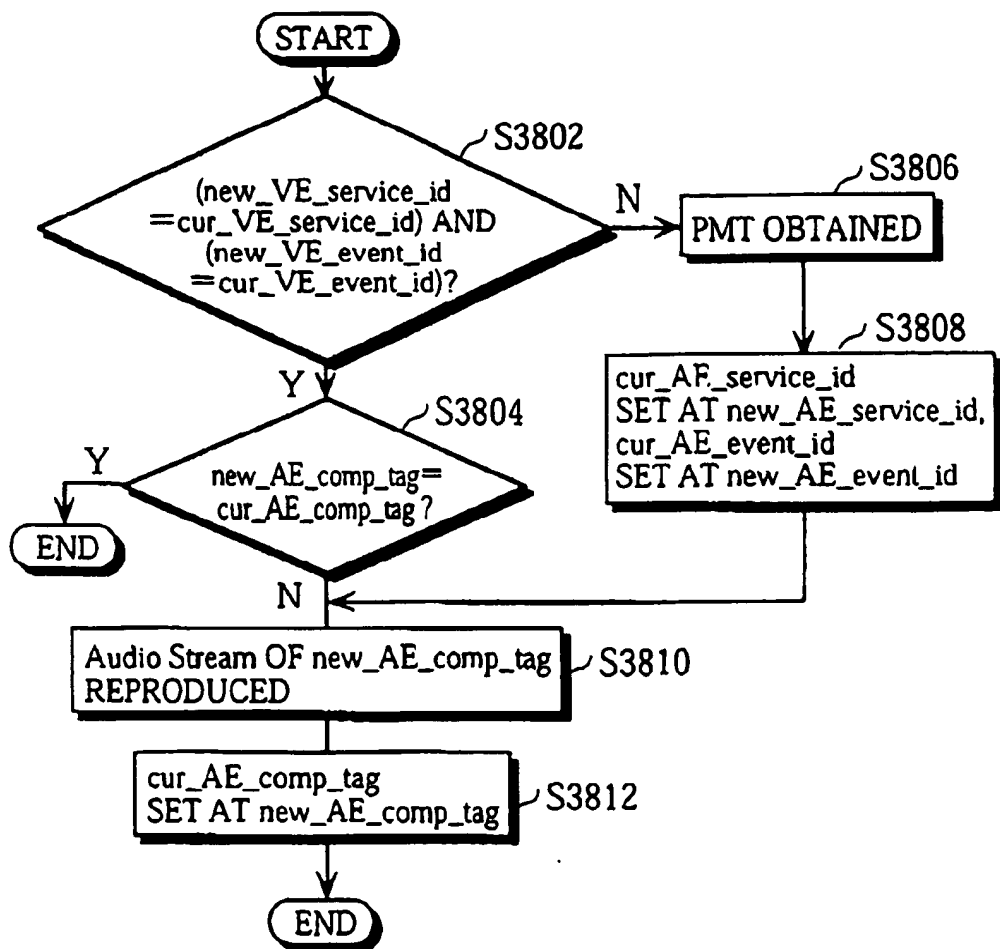 START
S3802
(new_VE_service_id
=cur_VE_service_id) AND
(new_VE_event_id
=cur_VE_event_id)?
N
S3806
PMT OBTAINED
S3808
cur_AE_service_id
SET AT new_AE_service_id,
cur_AE_event_id
SET AT new_AE_event_id
Y
S3804
new_AE_comp_tag=
cur_AE_comp_tag ?
Y
END
N
Audio Stream OF new_AE_comp_tag
REPRODUCED
S3810
cur_AE_comp_tag
SET AT new_AE_comp_tag
S3812
END